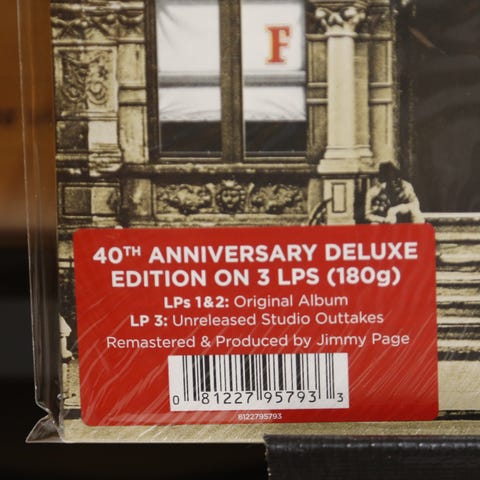 F
40TH ANNIVERSARY DELUXE
EDITION ON 3 LPS (180g)
LPs 1&2: Original Album
LP 3: Unreleased Studio Outtakes
Remastered & Produced by Jimmy Page
0 81227 95793 3
8122795793